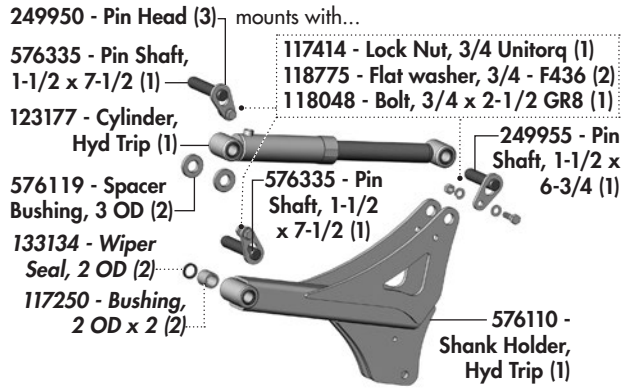 249950 - Pin Head (3) mounts with...
576335 - Pin Shaft,
1-1/2 x 7-1/2 (1)
117414 - Lock Nut, 3/4 Unitorq (1)
118775 - Flat washer, 3/4 - F436 (2)
118048 - Bolt, 3/4 x 2-1/2 GR8 (1)
123177 - Cylinder,
Hyd Trip (1)
249955 - Pin
Shaft, 1-1/2 x
6-3/4 (1)
576119 - Spacer
Bushing, 3 OD (2)
576335 - Pin
Shaft, 1-1/2
x 7-1/2 (1)
133134 - Wiper
Seal, 2 OD (2)
117250 - Bushing,
2 OD x 2 (2)
576110 -
Shank Holder,
Hyd Trip (1)